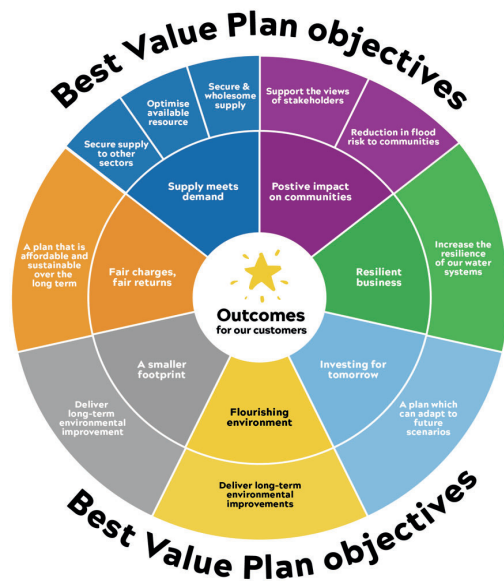 Best Value Plan objectives
Secure &
wholesome
supply
Support the views
of stakeholders
Optimise
available
resource
Reduction in flood
risk to communities
Secure supply
to other
sectors
Supply meets
demand
Postive impact
on communities
A plan that is
affordable and
sustainable over
the long term
Fair charges,
fair returns
Resilient
business
Increase the
resilience
of our water
systems
Outcomes
for our customers
A smaller
footprint
Investing for
tomorrow
Deliver
long-term
environmental
improvement
Flourishing
environment
A plan which
can adapt to
future
scenarios
Deliver long-term
environmental
improvements
Best Value Plan objectives